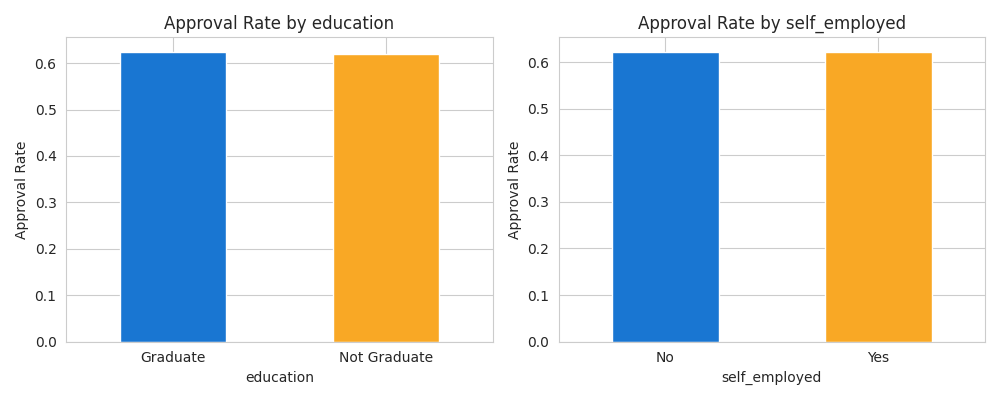 Approval Rate by education
Approval Rate
0.6
0.5
0.4
0.3
0.2
0.1
0.0
Graduate
Not Graduate
education
Approval Rate by self_employed
Approval Rate
0.6
0.5
0.4
0.3
0.2
0.1
0.0
No
Yes
self_employed